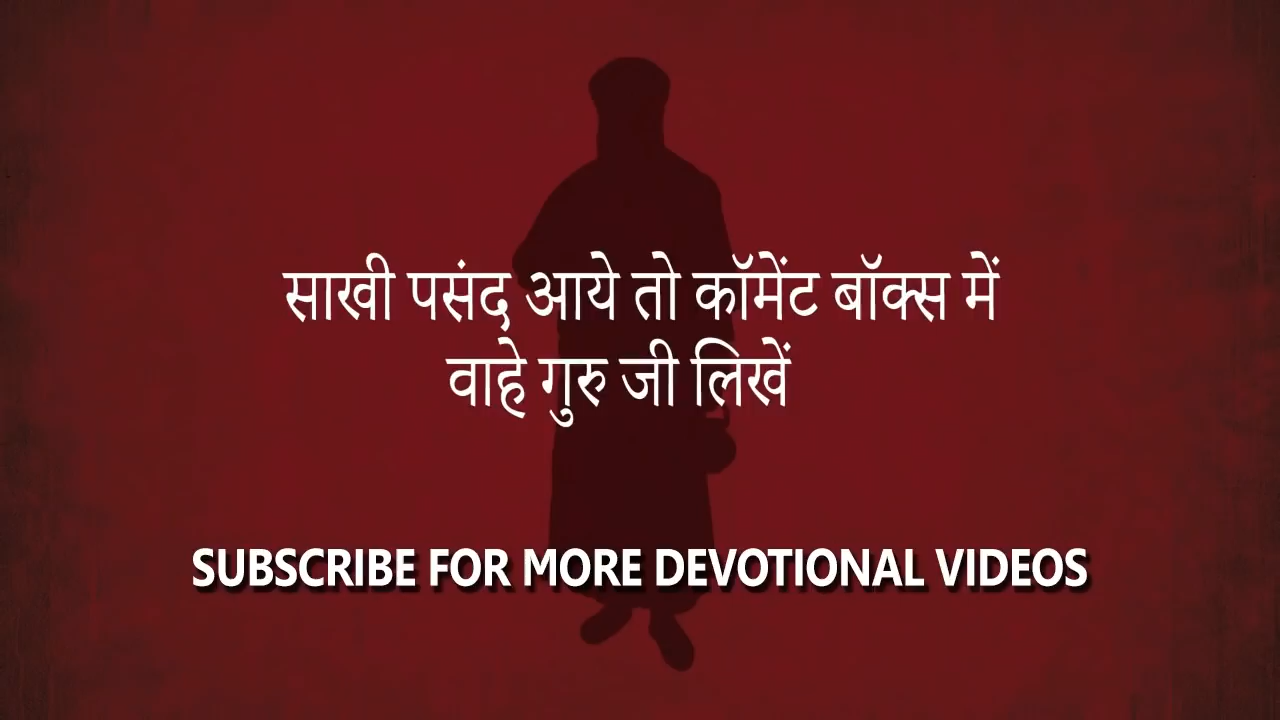 साखी पसंद आये तो कॉमेंट बॉक्स में
वाहे गुरु जी लिखें
SUBSCRIBE FOR MORE DEVOTIONAL VIDEOS